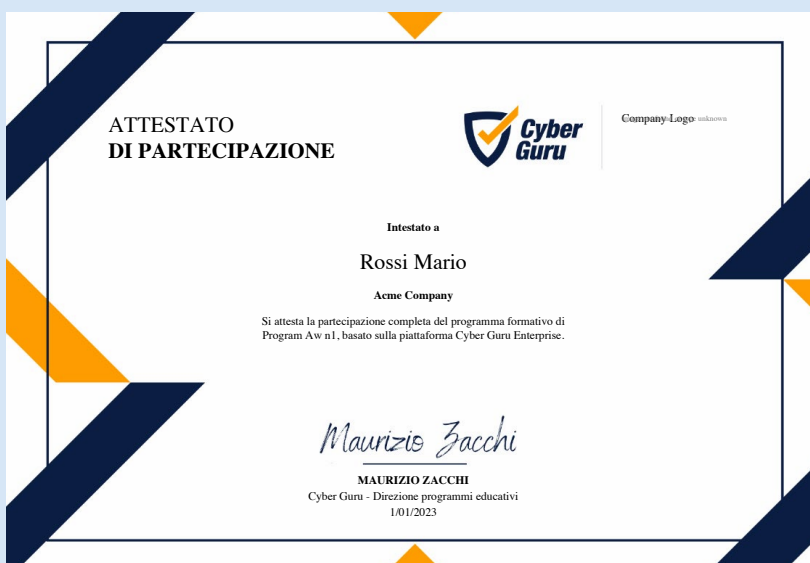 ATTESTATO
DI PARTECIPAZIONE
Cyber
Guru
Company Logo unknown
Intestato a
Rossi Mario
Acme Company
Si attesta la partecipazione completa del programma formativo di
Program Aw n1, basato sulla piattaforma Cyber Guru Enterprise.
Maurizio Zacchi
MAURIZIO ZACCHI
Cyber Guru - Direzione programmi educativi
1/01/2023